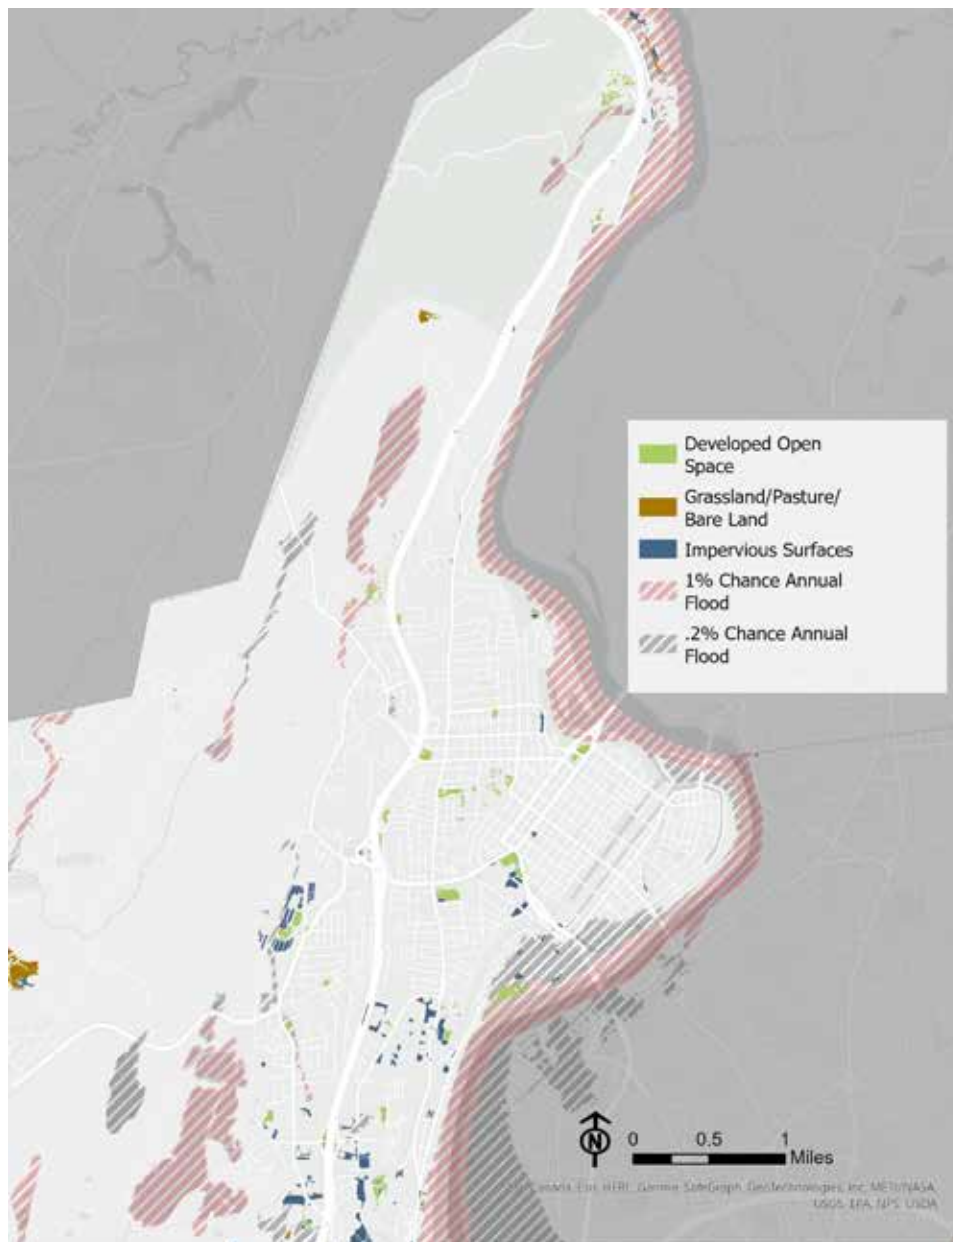 Developed Open
Space
Grassland/Pasture/
Bare Land
Impervious Surfaces
1% Chance Annual
Flood
.2% Chance Annual
Flood
N
0 0.5 1
Miles
Esri, HERE, Garmin, SafeGraph, GeoTechnologies, Inc, METI/NASA,
USGS, EPA, NPS, USDA